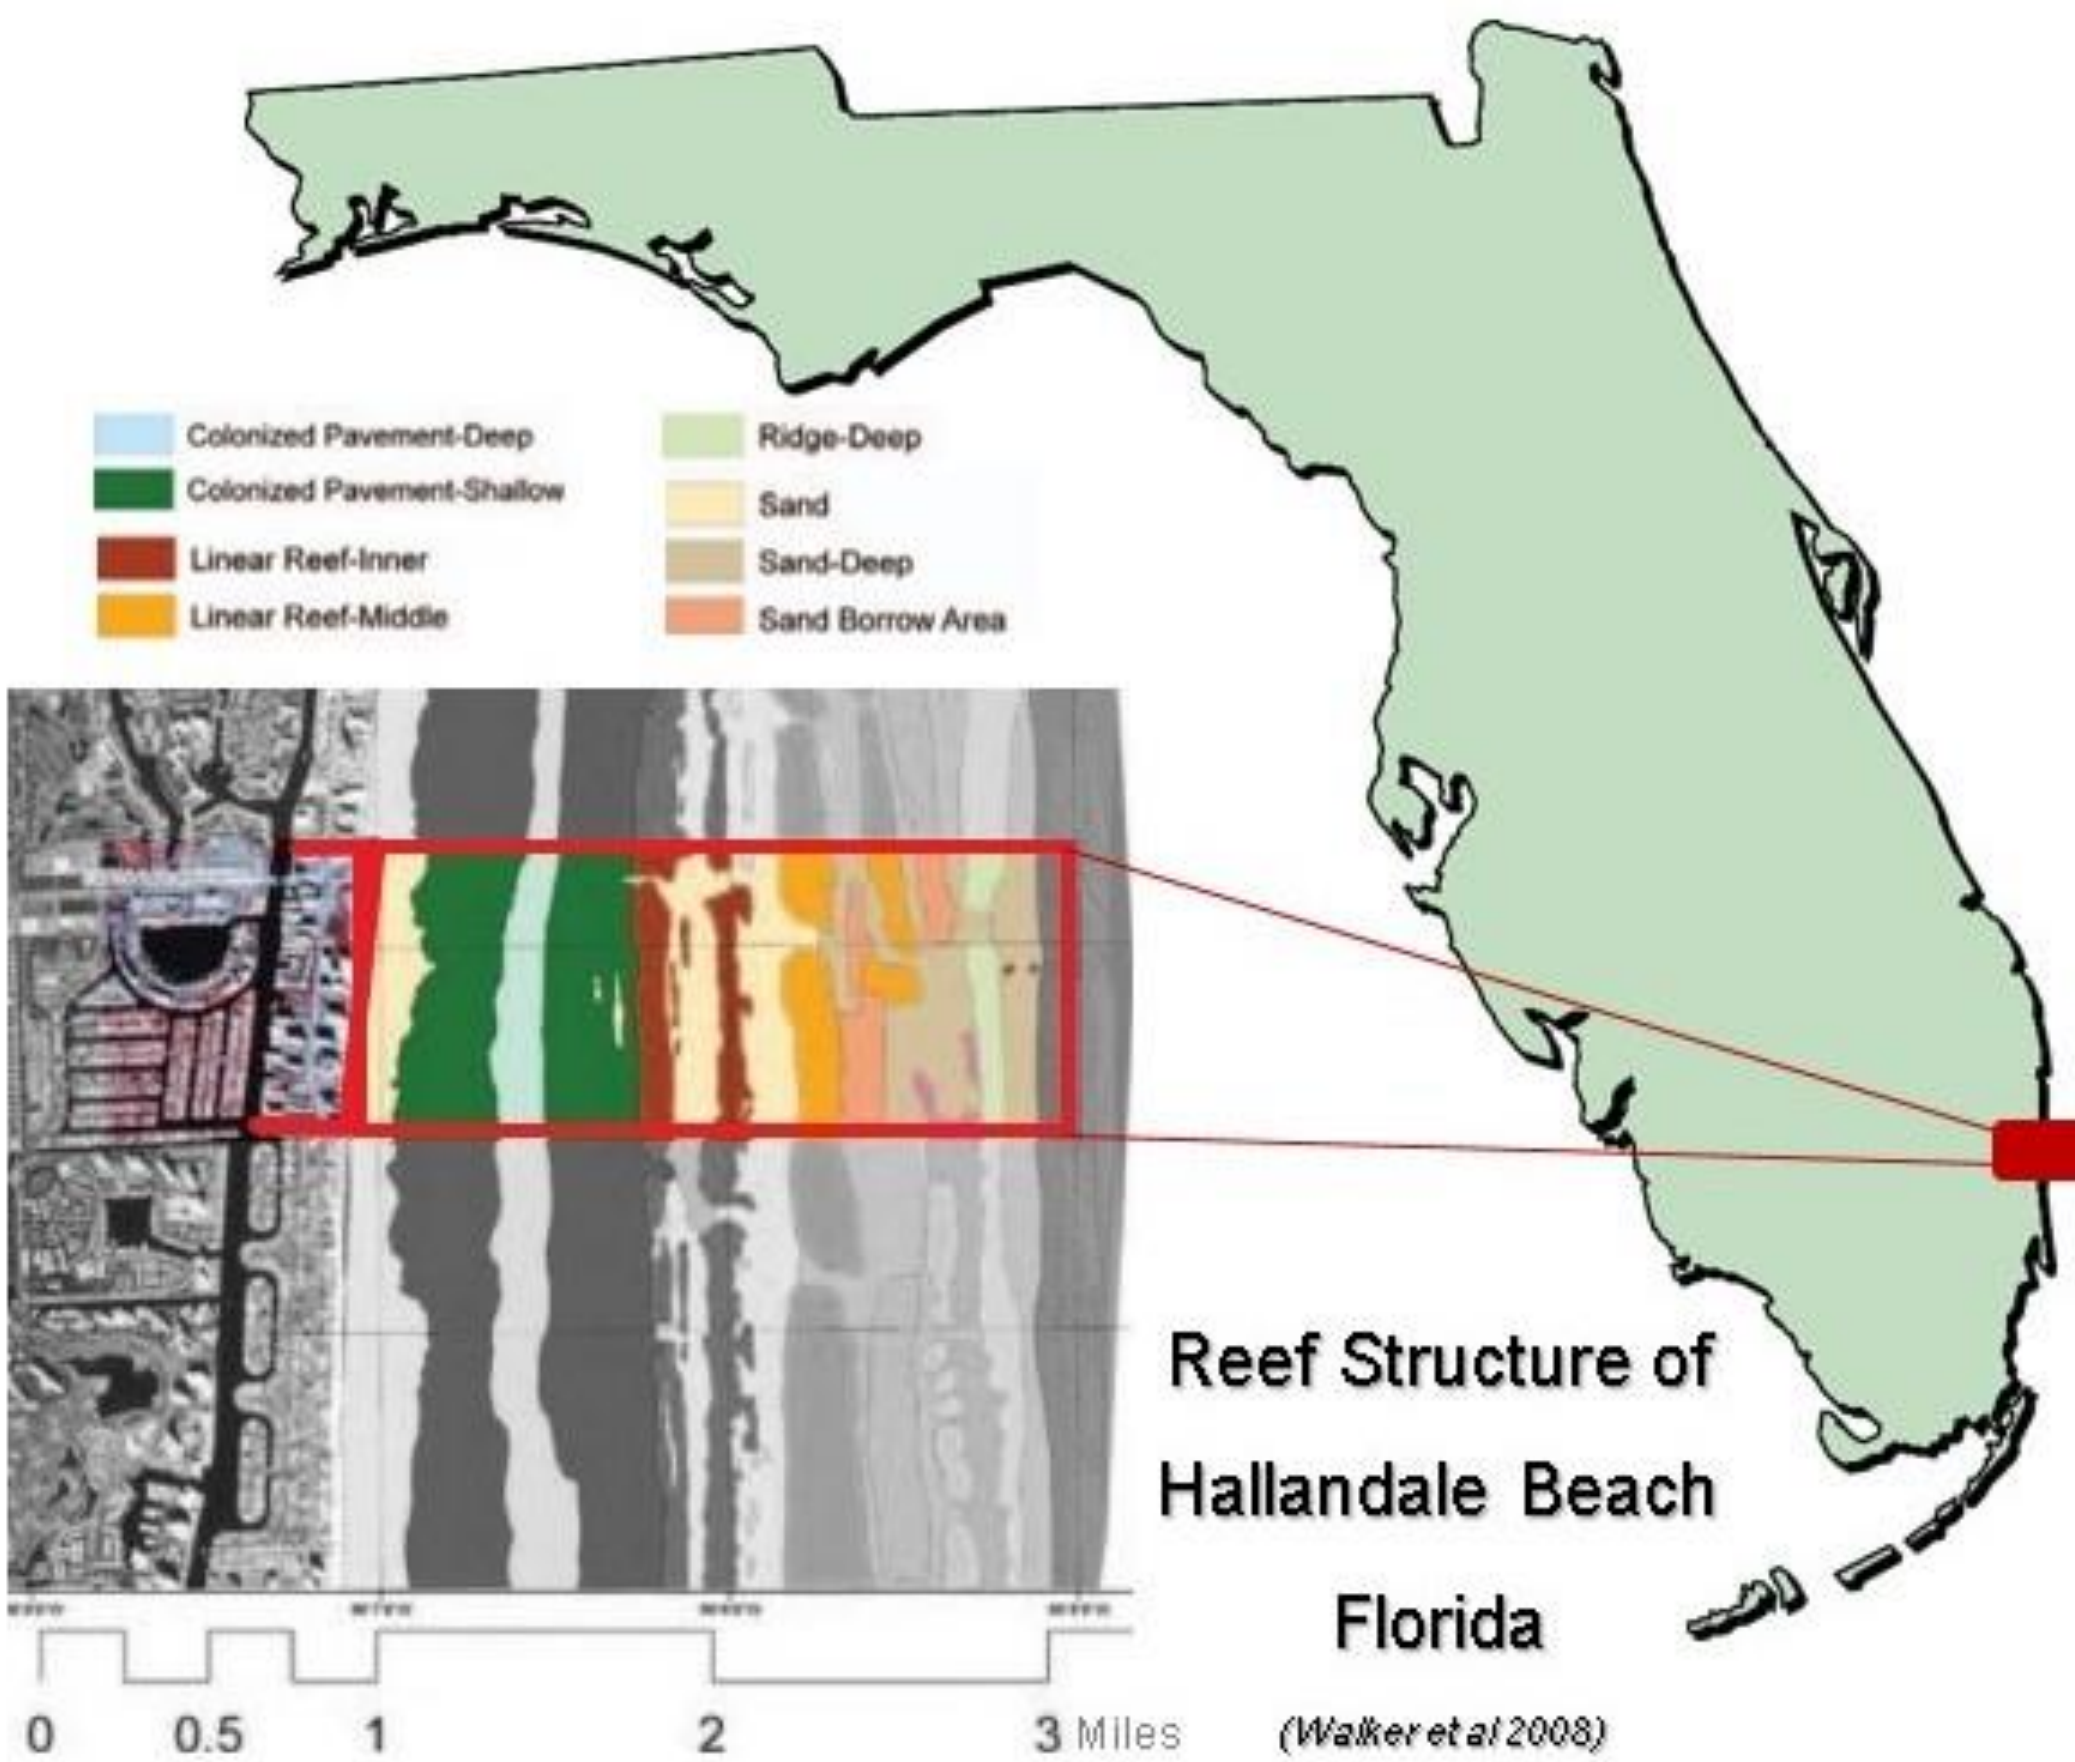 Colonized Pavement-Deep
Colonized Pavement-Shallow
Linear Reef-Inner
Linear Reef-Middle
Ridge-Deep
Sand
Sand-Deep
Sand Borrow Area
Reef Structure of
Hallandale Beach
Florida
(Walker et al 2008)
0 0.5 1 2 3 Miles